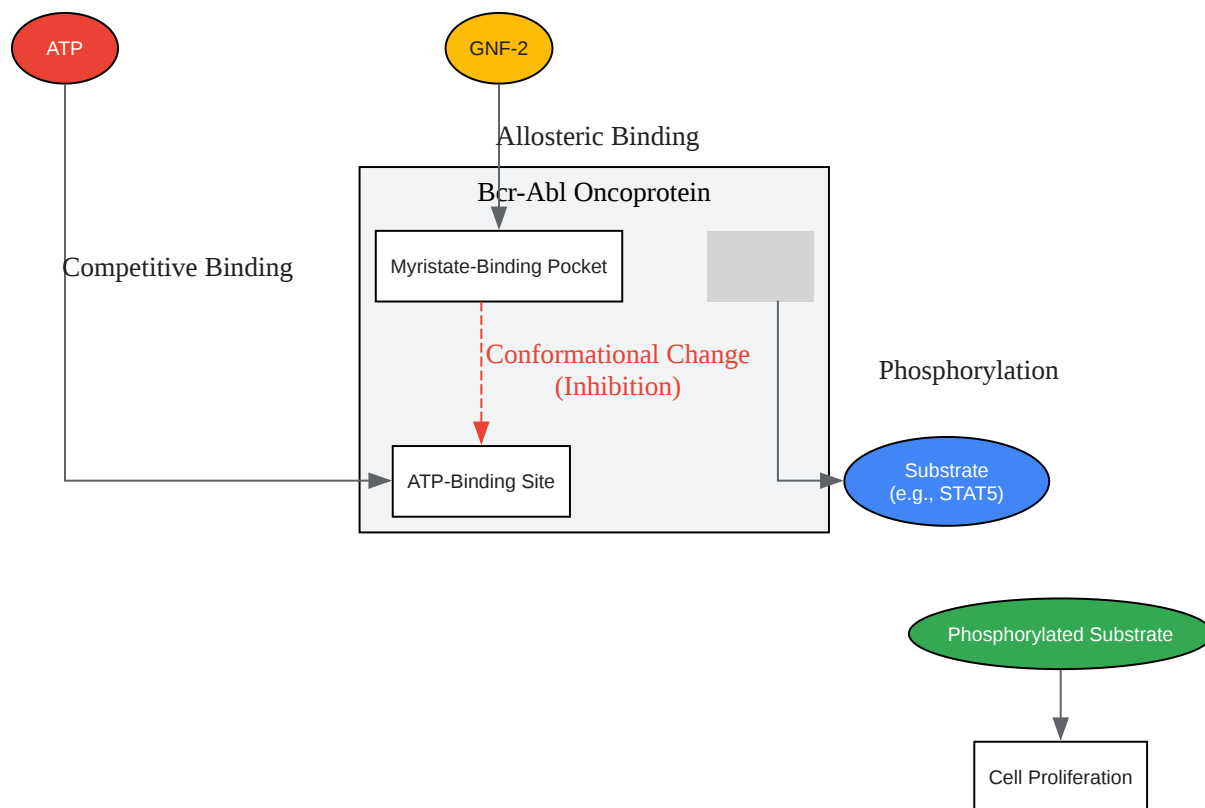 ATP
GNF-2
Allosteric Binding
Bcr-Abl Oncoprotein
Competitive Binding
Myristate-Binding Pocket
Conformational Change
(Inhibition)
Phosphorylation
ATP-Binding Site
Substrate
(e.g., STAT5)
Phosphorylated Substrate
Cell Proliferation